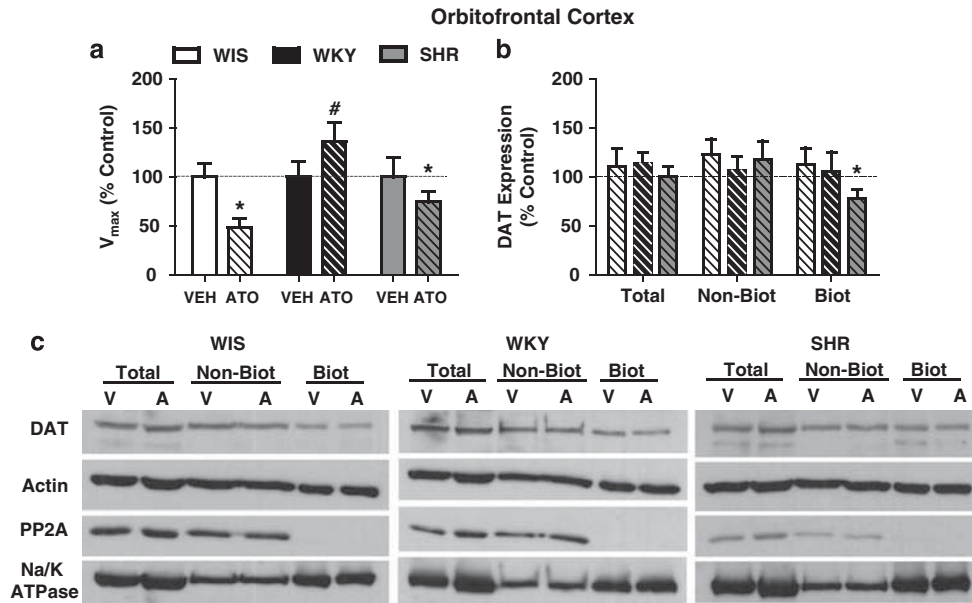 Orbitofrontal Cortex
a
WIS WKY SHR
200
150
100
50
0
V_max (% Control)
*
#
*
VEH ATO VEH ATO VEH ATO
b
200
150
100
50
0
DAT Expression
(% Control)
*
Total Non-Biot Biot
c
WIS WKY SHR
Total Non-Biot Biot Total Non-Biot Biot Total Non-Biot Biot
V A V A V A V A V A V A V A V A V A
DAT
Actin
PP2A
Na/K
ATPase